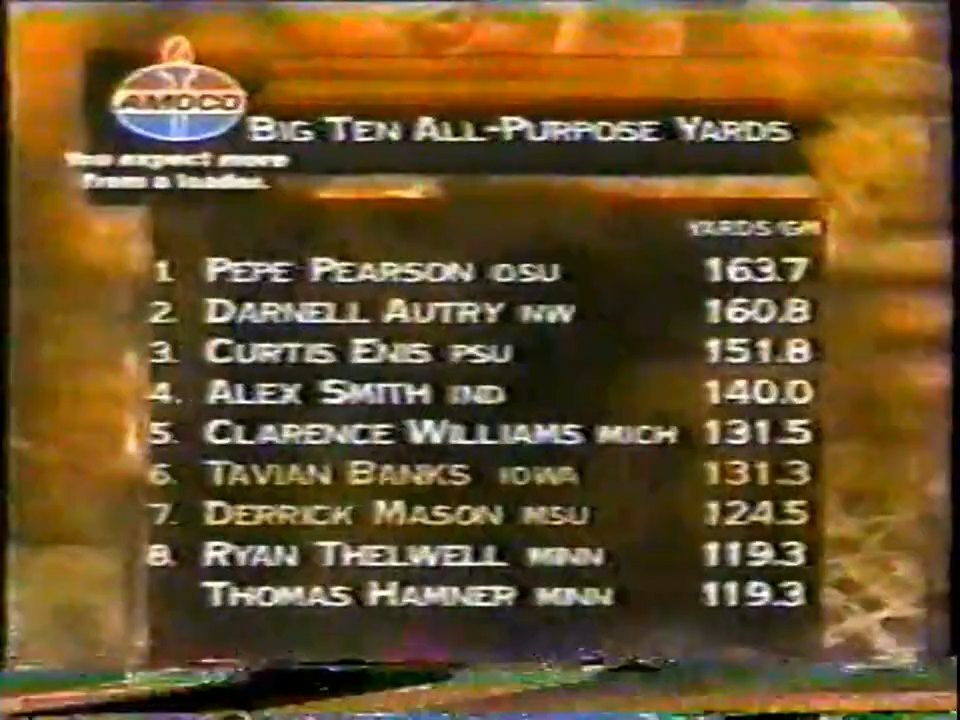 AMOCO
You expect more
from a leader.
BIG TEN ALL-PURPOSE YARDS
YARDS/GM
1. PEPE PEARSON OSU 163.7
2. DARNELL AUTRY NW 160.8
3. CURTIS ENIS PSU 151.8
4. ALEX SMITH IND 140.0
5. CLARENCE WILLIAMS MICH 131.5
6. TAVIAN BANKS IOWA 131.3
7. DERRICK MASON MSU 124.5
8. RYAN THELWELL MINN 119.3
THOMAS HAMNER MINN 119.3